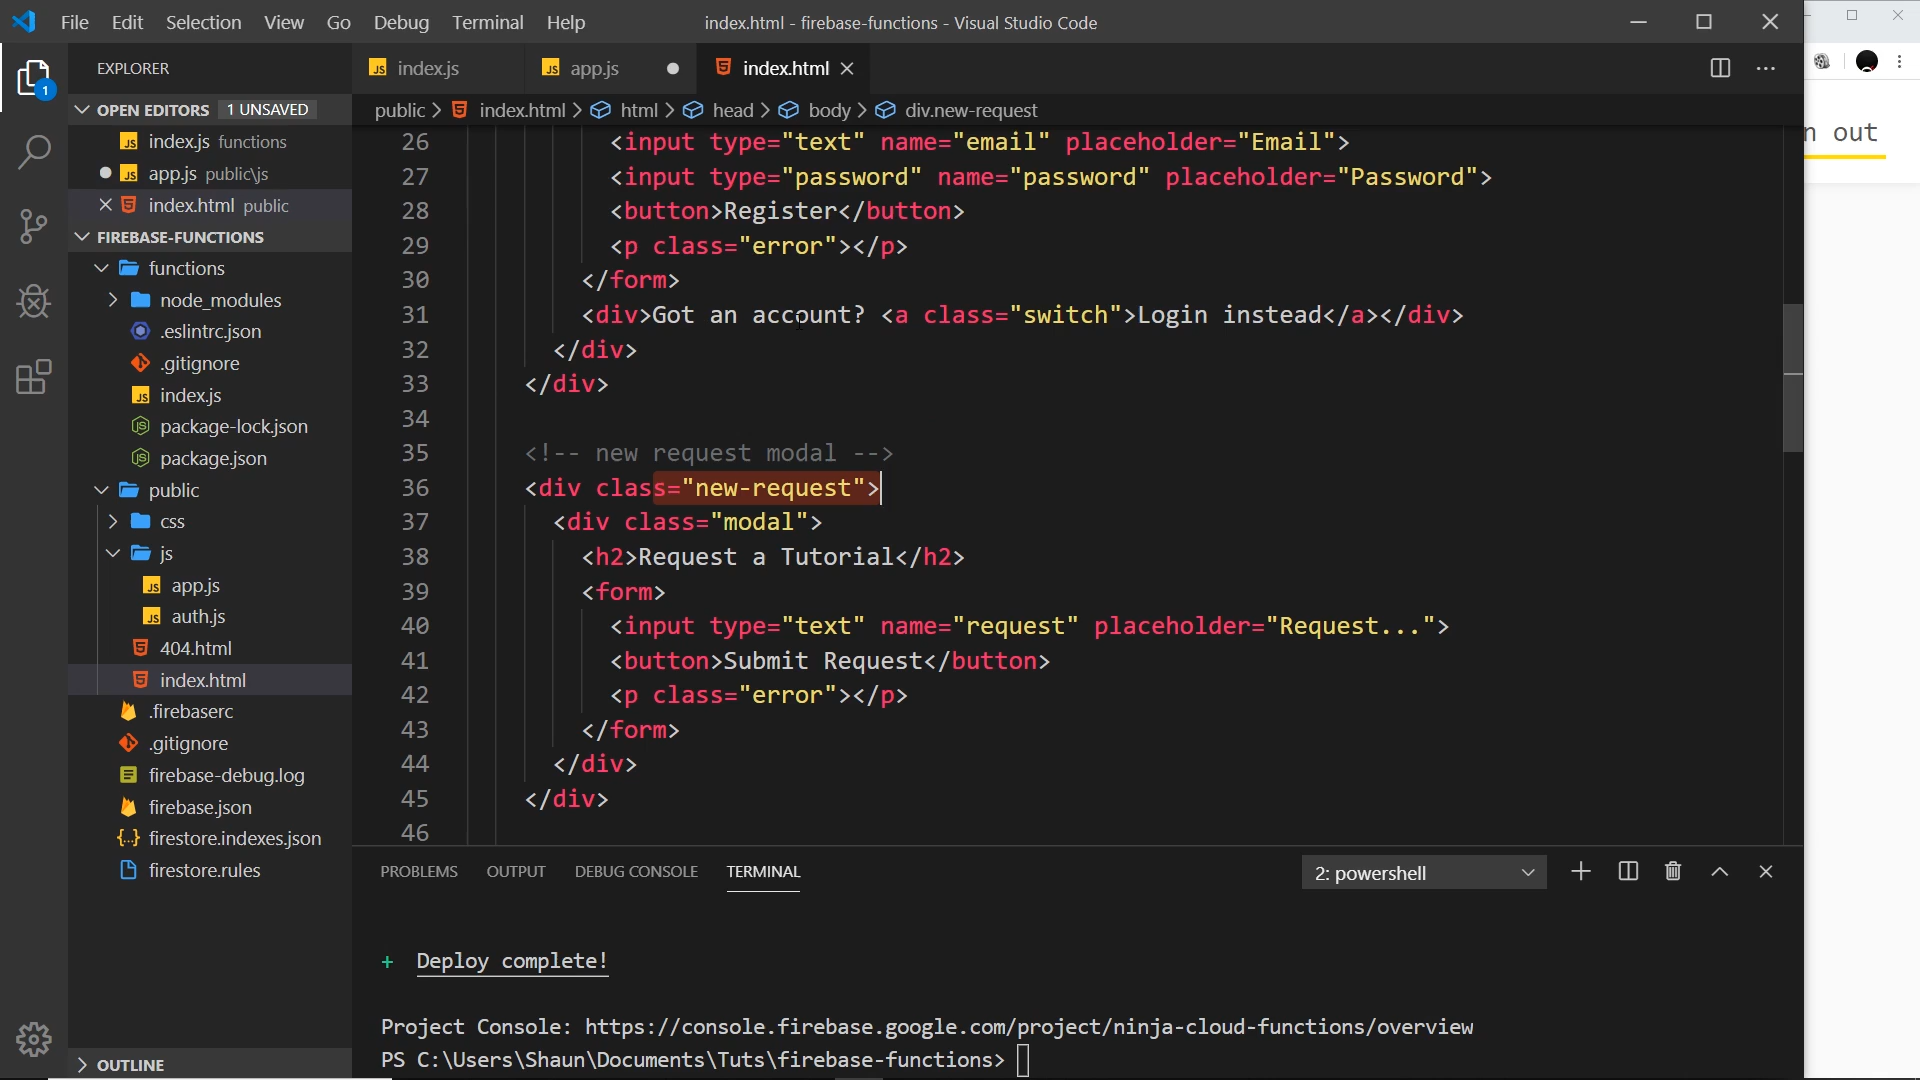 File Edit Selection View Go Debug Terminal Help
index.html - firebase-functions - Visual Studio Code
EXPLORER
OPEN EDITORS 1 UNSAVED
JS index.js functions
JS app.js public\js
index.html public
FIREBASE-FUNCTIONS
functions
node_modules
.eslintrc.json
.gitignore
JS index.js
JS package-lock.json
JS package.json
public
css
js
JS app.js
JS auth.js
404.html
index.html
.firebaserc
.gitignore
firebase-debug.log
firebase.json
firestore.indexes.json
firestore.rules
OUTLINE
1
JS index.js JS app.js index.html
public > index.html > html > head > body > div.new-request
26 <input type="text" name="email" placeholder="Email">
27 <input type="password" name="password" placeholder="Password">
28 <button>Register</button>
29 <p class="error"></p>
30 </form>
31 <div>Got an account? <a class="switch">Login instead</a></div>
32 </div>
33 </div>
34
35 <!-- new request modal -->
36 <div class="new-request">
37 <div class="modal">
38 <h2>Request a Tutorial</h2>
39 <form>
40 <input type="text" name="request" placeholder="Request...">
41 <button>Submit Request</button>
42 <p class="error"></p>
43 </form>
44 </div>
45 </div>
46
PROBLEMS OUTPUT DEBUG CONSOLE TERMINAL 2: powershell
+ Deploy complete!
Project Console: https://console.firebase.google.com/project/ninja-cloud-functions/overview
PS C:\Users\Shaun\Documents\Tuts\firebase-functions>
n out